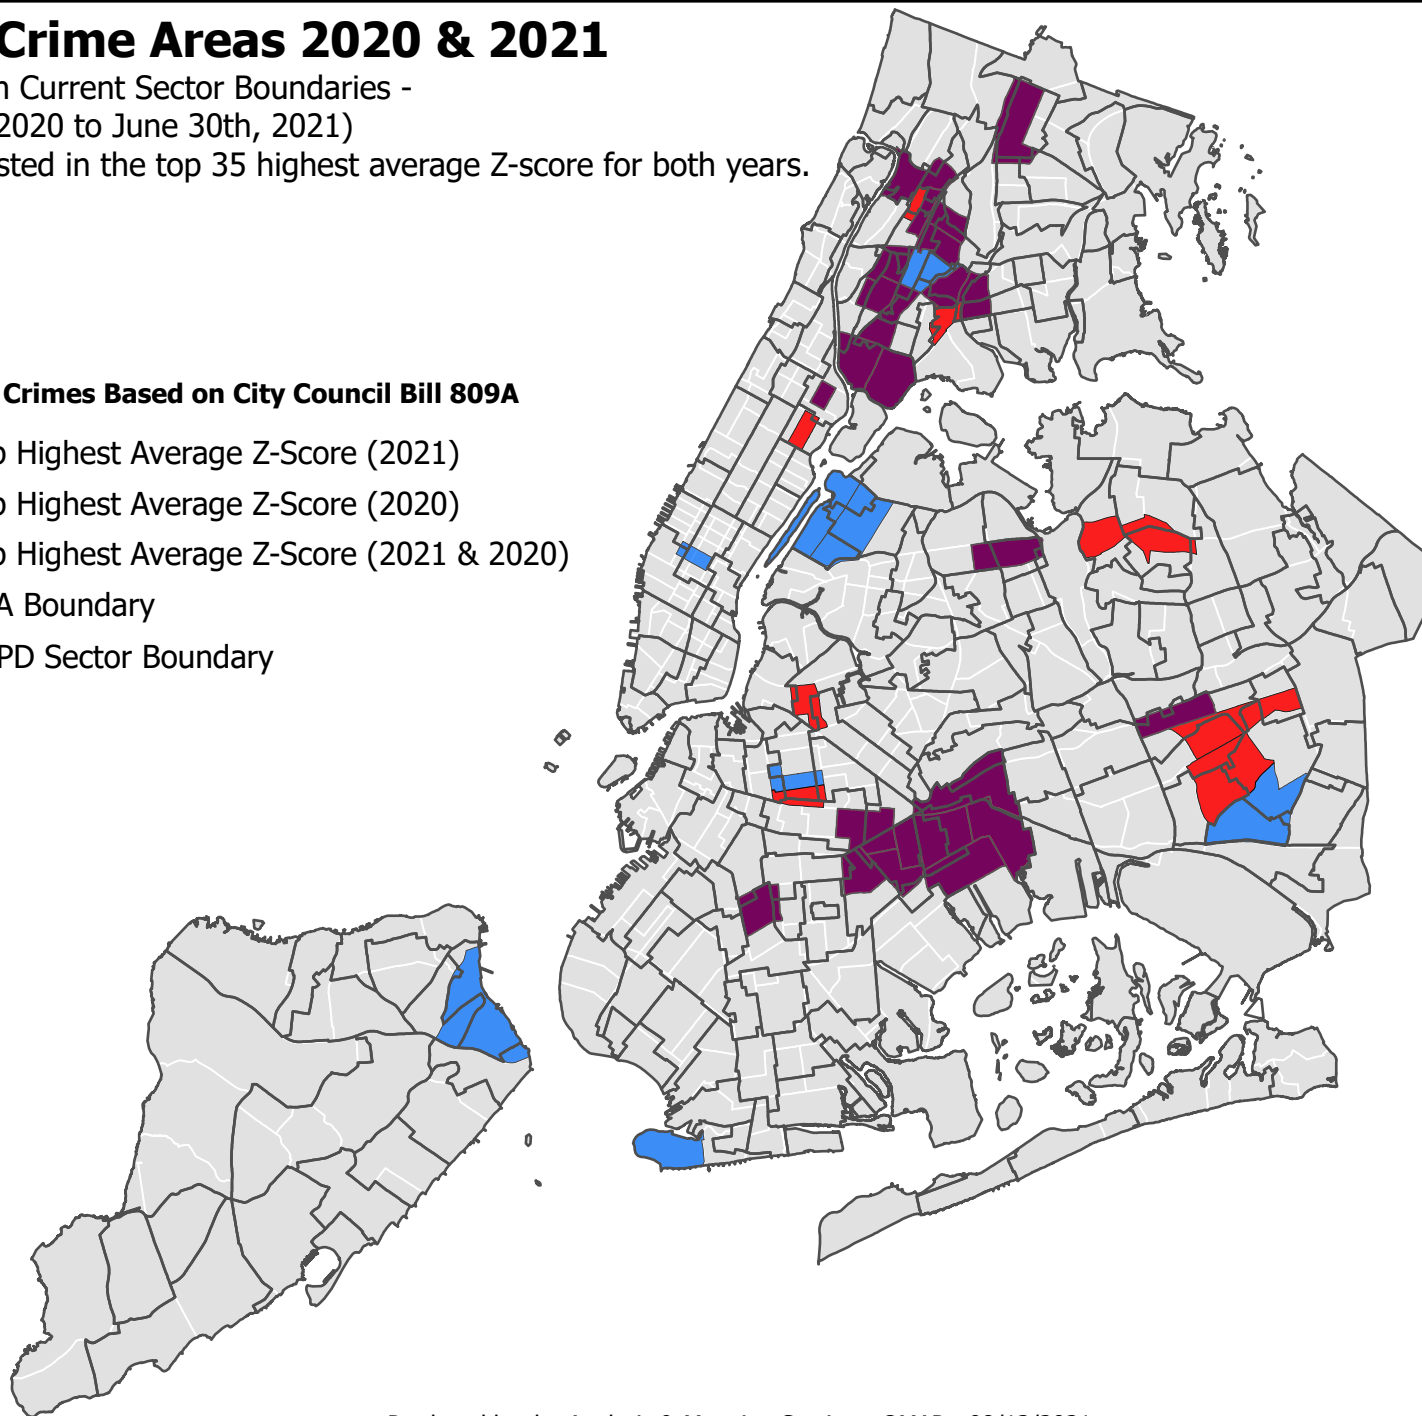 Crime Areas 2020 & 2021
Current Sector Boundaries -
2020 to June 30th, 2021)
sted in the top 35 highest average Z-score for both years.
Crimes Based on City Council Bill 809A
Highest Average Z-Score (2021)
Highest Average Z-Score (2020)
Highest Average Z-Score (2021 & 2020)
A Boundary
PD Sector Boundary